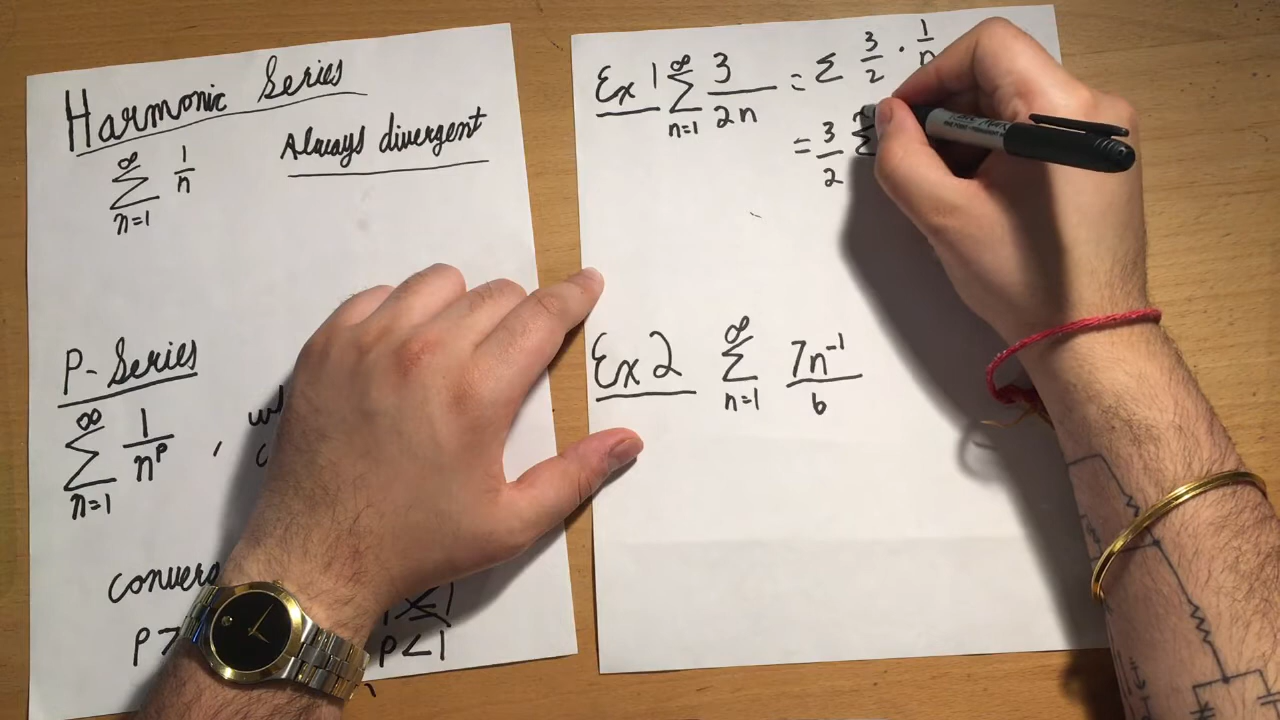 Harmonic Series
∞
∑ 1/n
n=1
Always divergent
P-Series
∞
∑ 1/n^p ,
n=1
p<1
Ex 1 ∞
∑ 3/2n = ∑ 3/2 · 1/n
n=1
= 3/2 ∑
Ex 2 ∞
∑ 7n^-1/6
n=1